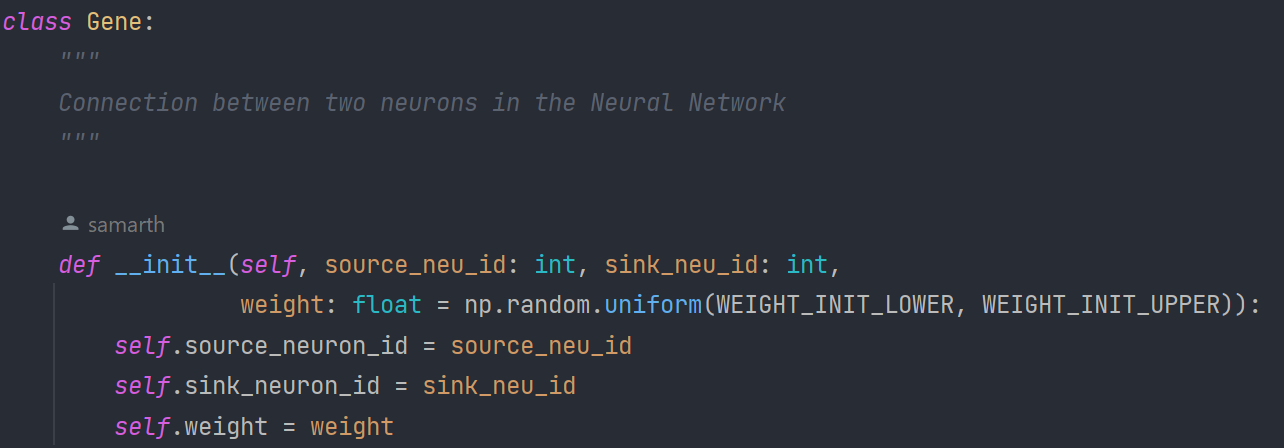 class Gene:
    """
    Connection between two neurons in the Neural Network
    """
    samarth
    def __init__(self, source_neu_id: int, sink_neu_id: int,
                 weight: float = np.random.uniform(WEIGHT_INIT_LOWER, WEIGHT_INIT_UPPER)):
        self.source_neuron_id = source_neu_id
        self.sink_neuron_id = sink_neu_id
        self.weight = weight